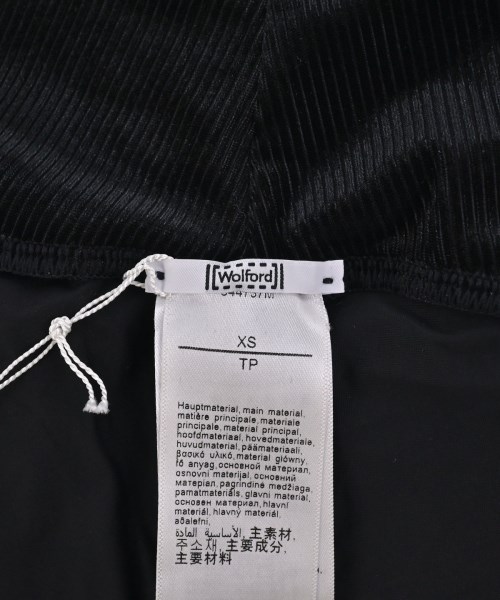 Wolford
XS
TP
Hauptmaterial, main material,
matière principale, materiale
principale, material principal,
hoofdmateriaal, hovedmateriale,
huvudmaterial, päämateriaali,
βασικό υλικό, materiał główny,
fő anyag, основной материал,
osnovni materijal, основний
матеріал, pagrindinė medžiaga,
pamatmateriāls, glavni material,
основен материал, hlavní
materiál, hlavný materiál,
aðalefni,
المادة الأساسية, 主素材,
주소재, 主要成分,
主要材料